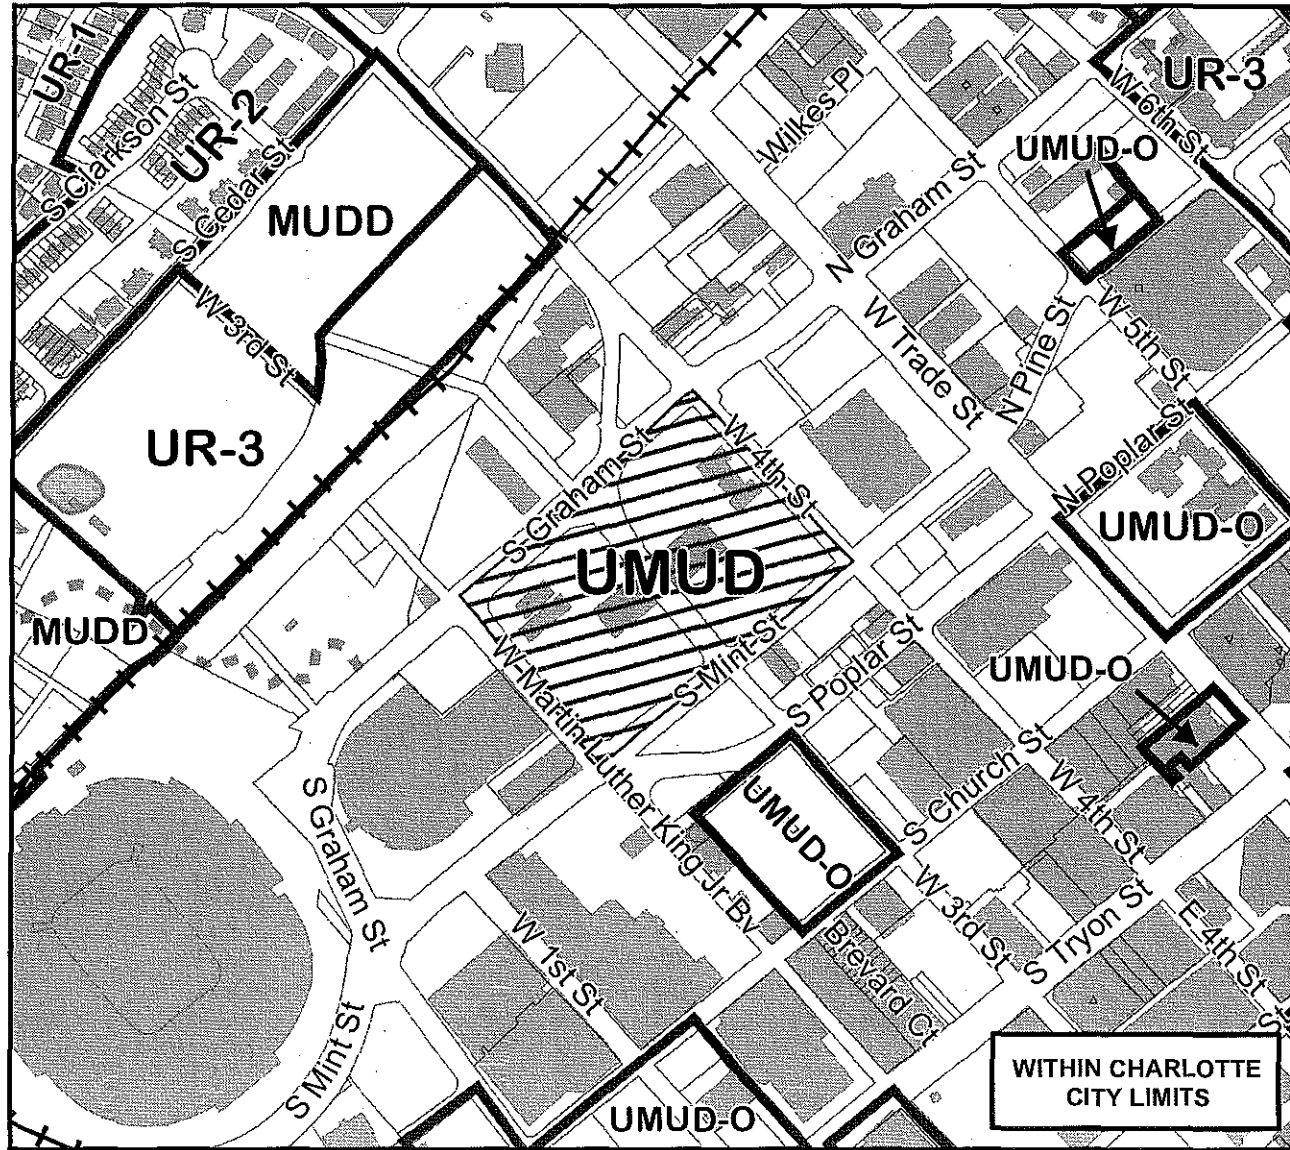 UR-1
S Clarkson St
UR-2
S Cedar St
MUDD
W 3rd St
UR-3
MUDD
Wilkes Pl
UR-3
W 6th St
UMUD-O
N Graham St
W Trade St
N Pine St
W 5th St
N Poplar St
UMUD-O
W 4th St
S Graham St
UMUD
S Mint St
S Poplar St
UMUD-O
W Martin Luther King Jr Bv
UMUD-O
S Church St
W 4th St
W 3rd St
S Tryon St
E 4th St
S Graham St
W 1st St
Brevard Ct
S Mint St
UMUD-O
S
WITHIN CHARLOTTE
CITY LIMITS